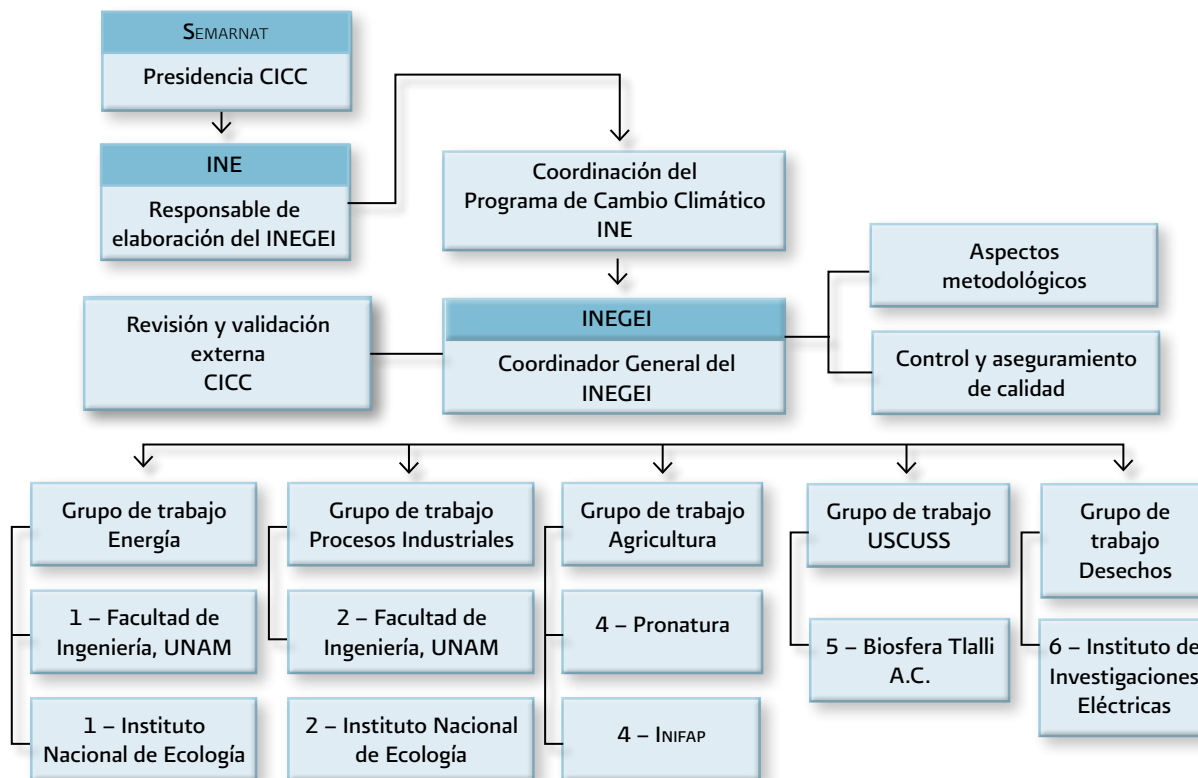 SEMARNAT
Presidencia CICC
INE
Responsable de
elaboración del INEGEI
Coordinación del
Programa de Cambio Climático
INE
Aspectos
metodológicos
Revisión y validación
externa
CICC
INEGEI
Coordinador General del
INEGEI
Control y aseguramiento
de calidad
Grupo de trabajo
Energía
Grupo de trabajo
Procesos Industriales
Grupo de trabajo
Agricultura
Grupo de trabajo
USCUSS
Grupo de
trabajo
Desechos
1 – Facultad de
Ingeniería, UNAM
2 – Facultad de
Ingeniería, UNAM
4 – Pronatura
5 – Biosfera Tlalli
A.C.
6 – Instituto de
Investigaciones
Eléctricas
1 – Instituto
Nacional de Ecología
2 – Instituto Nacional
de Ecología
4 – INIFAP